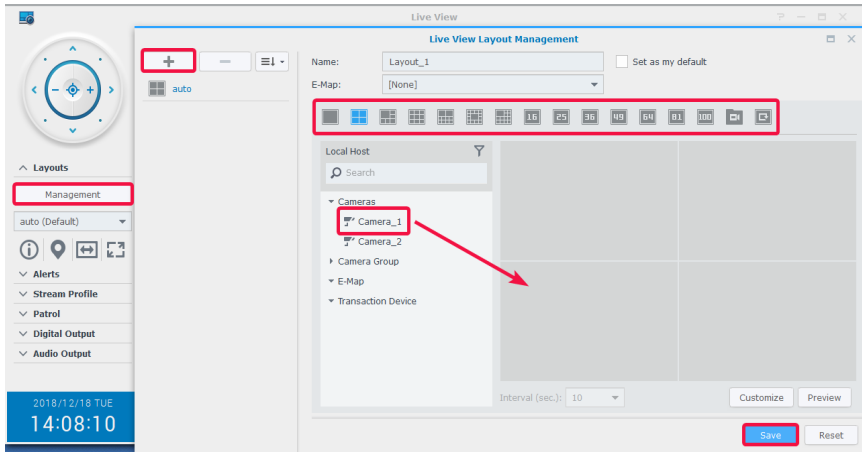 Live View
Live View Layout Management
Name:
Layout_1
Set as my default
E-Map:
[None]
auto
16 25 36 49 64 81 100
Layouts
Management
auto (Default)
Alerts
Stream Profile
Patrol
Digital Output
Audio Output
2018/12/18 TUE
14:08:10
Local Host
Search
Cameras
Camera_1
Camera_2
Camera Group
E-Map
Transaction Device
Interval (sec.): 10
Customize
Preview
Save
Reset